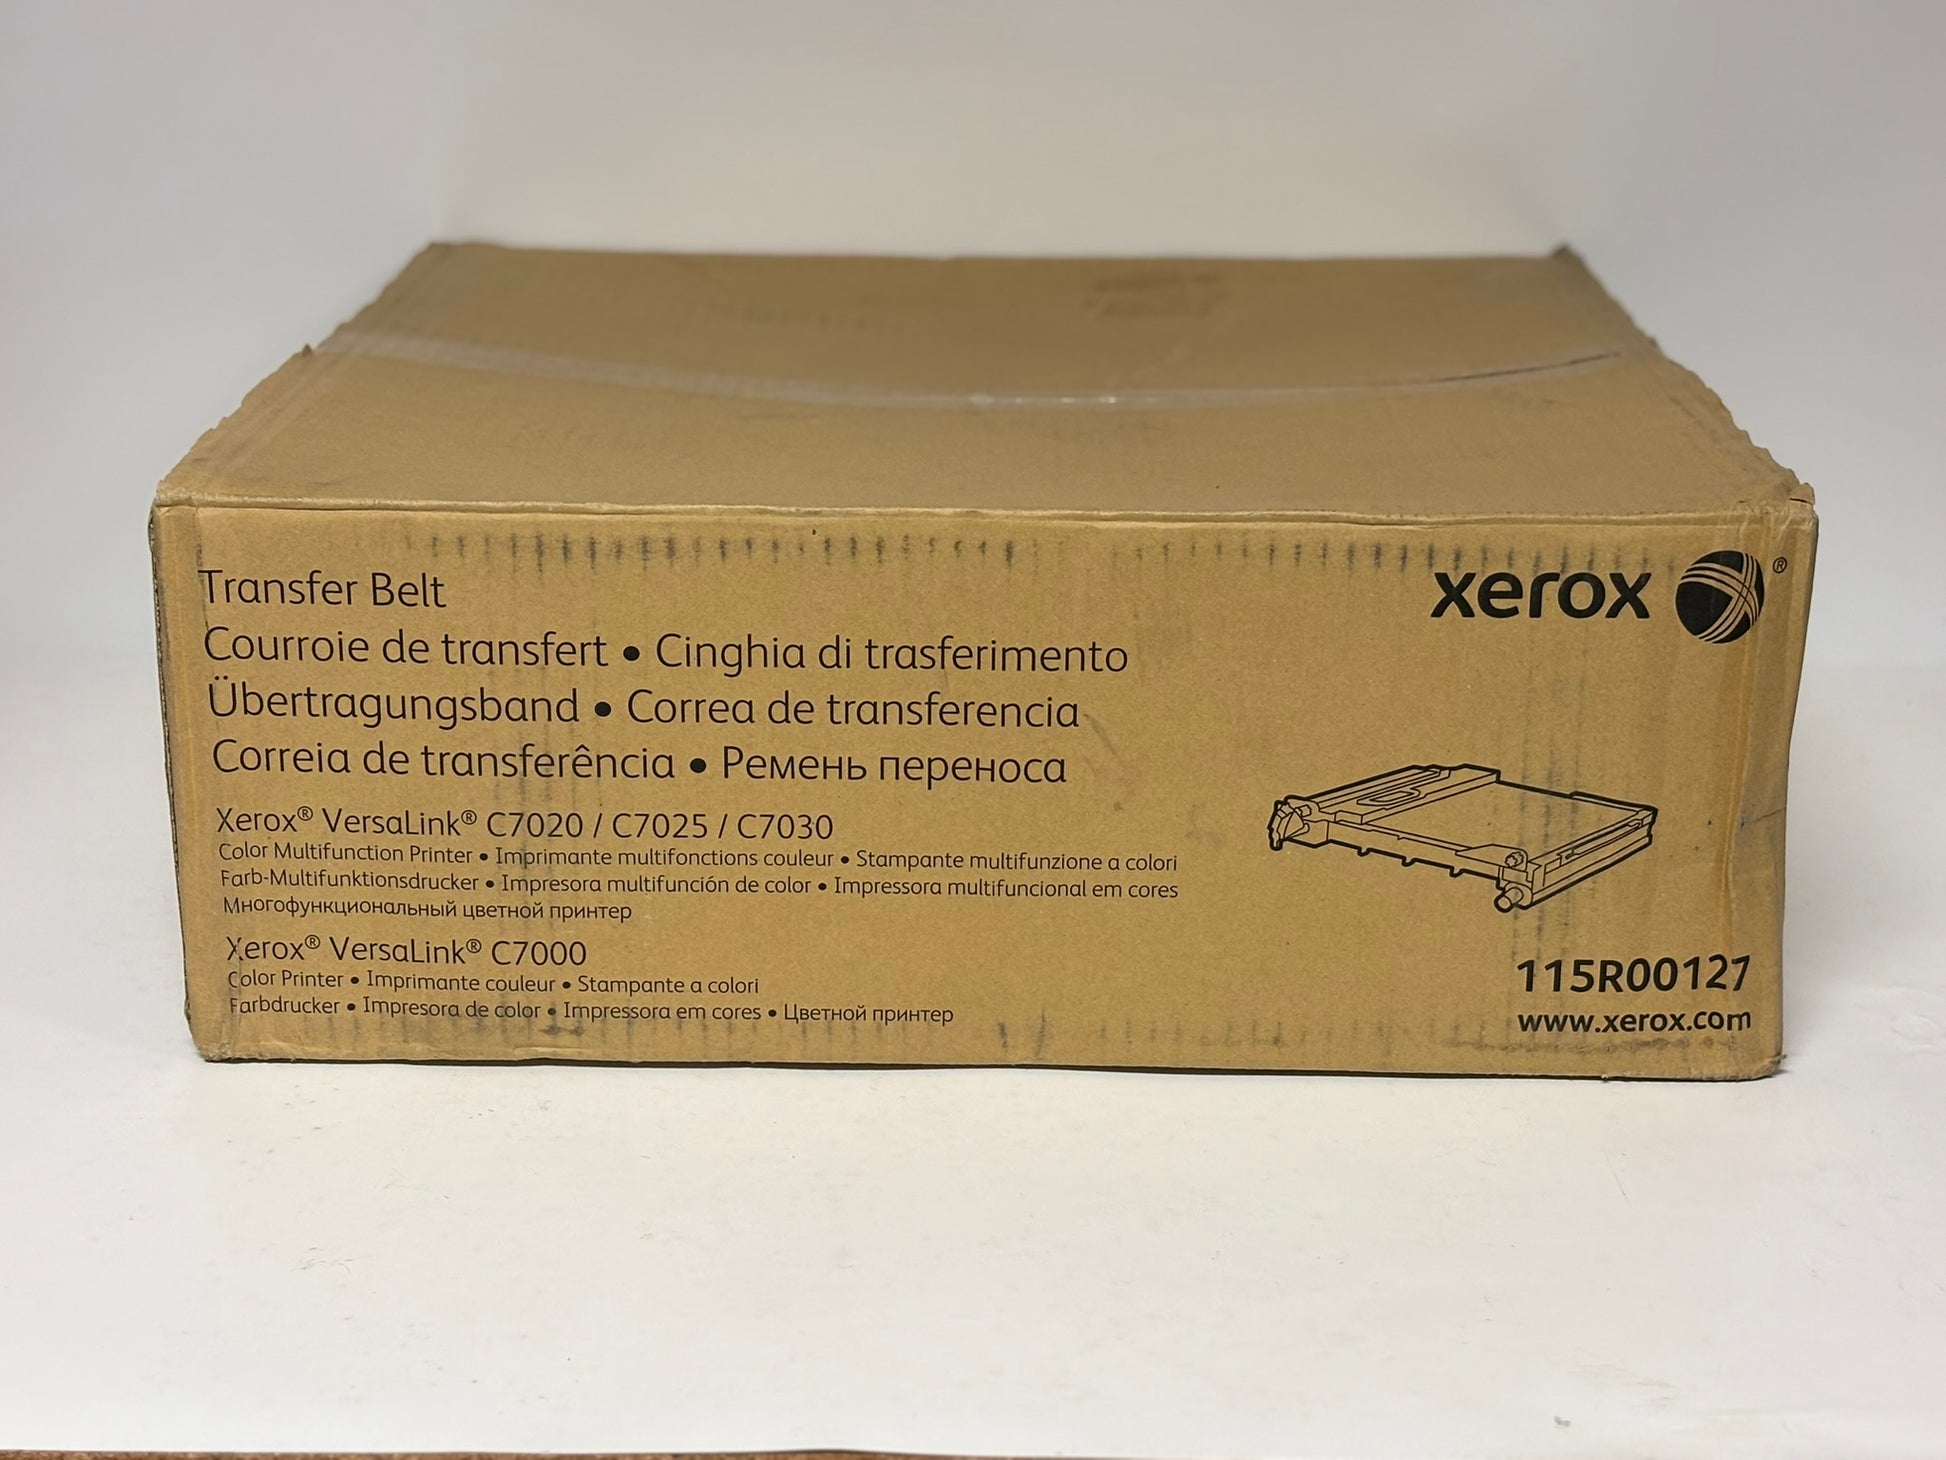 Transfer Belt
Courroie de transfert • Cinghia di trasferimento
Übertragungsband • Correa de transferencia
Correia de transferência • Ремень переноса
Xerox® VersaLink® C7020 / C7025 / C7030
Color Multifunction Printer • Imprimante multifonctions couleur • Stampante multifunzione a colori
Farb-Multifunktionsdrucker • Impresora multifunción de color • Impressora multifuncional em cores
Многофункциональный цветной принтер
Xerox® VersaLink® C7000
Color Printer • Imprimante couleur • Stampante a colori
Farbdrucker • Impresora de color • Impressora em cores • Цветной принтер
xerox ®
115R00127
www.xerox.com